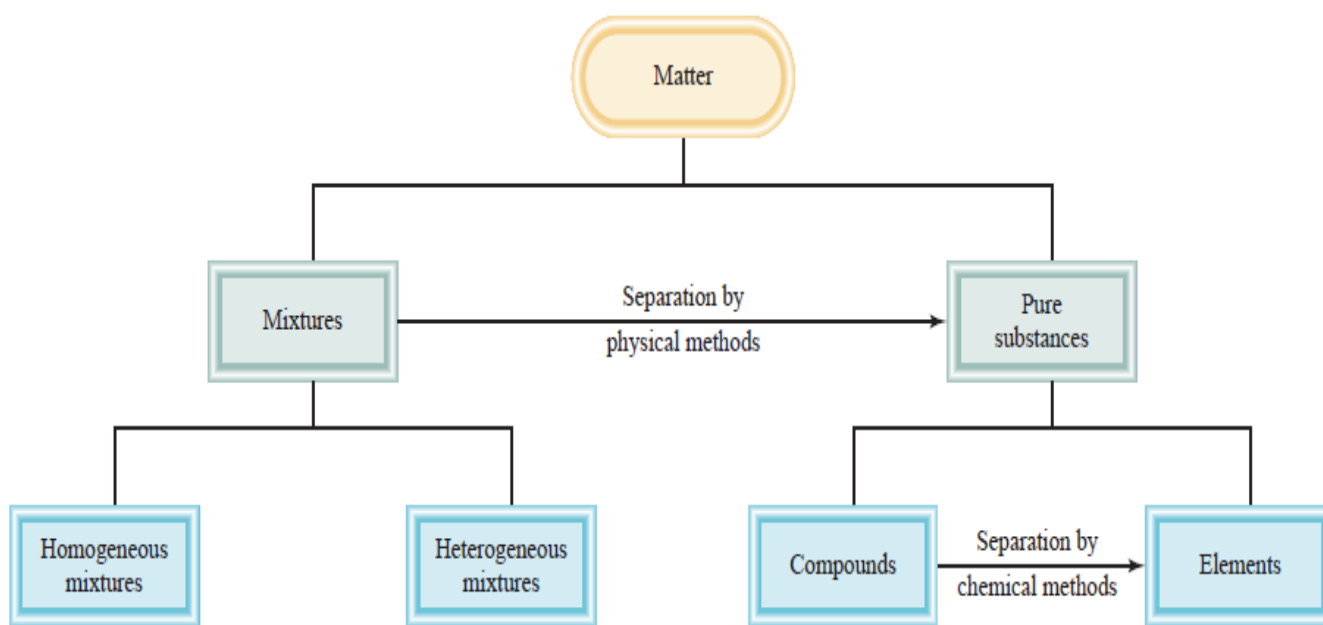 Matter
Mixtures
Separation by
physical methods
Pure
substances
Homogeneous
mixtures
Heterogeneous
mixtures
Compounds
Separation by
chemical methods
Elements